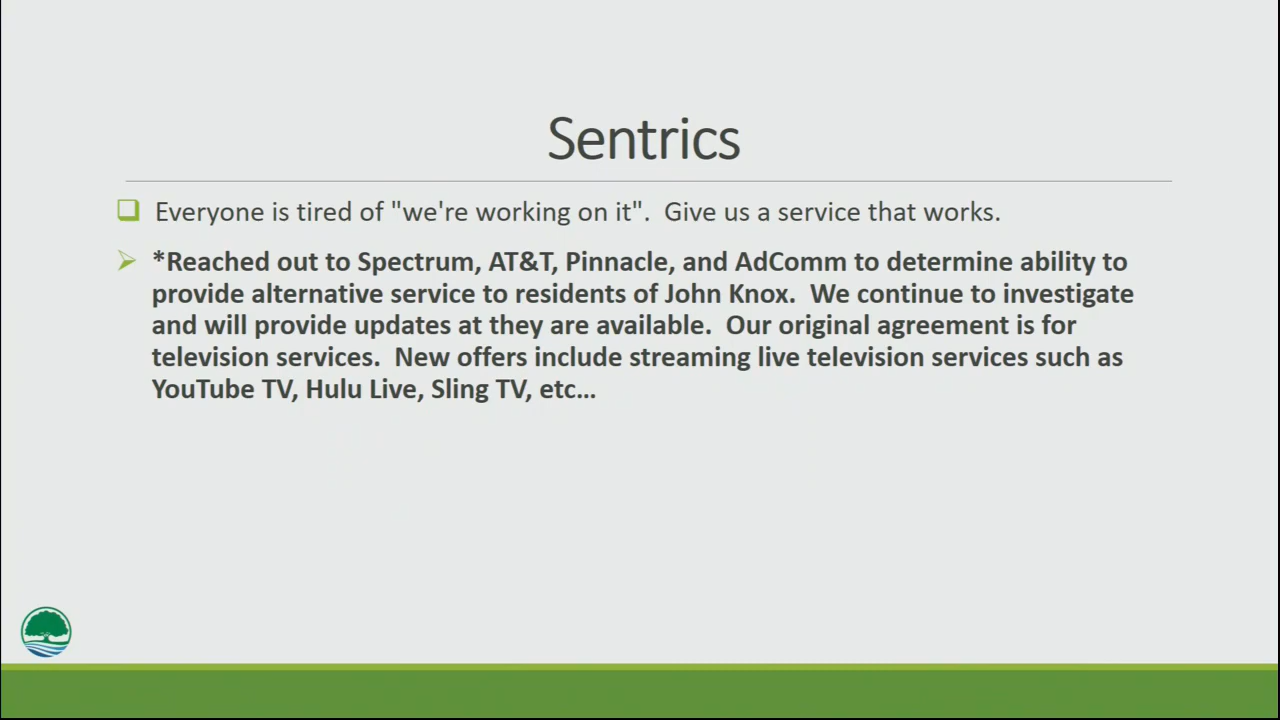 Sentrics
Everyone is tired of "we're working on it".  Give us a service that works.
*Reached out to Spectrum, AT&T, Pinnacle, and AdComm to determine ability to
provide alternative service to residents of John Knox.  We continue to investigate
and will provide updates at they are available.  Our original agreement is for
television services.  New offers include streaming live television services such as
YouTube TV, Hulu Live, Sling TV, etc…